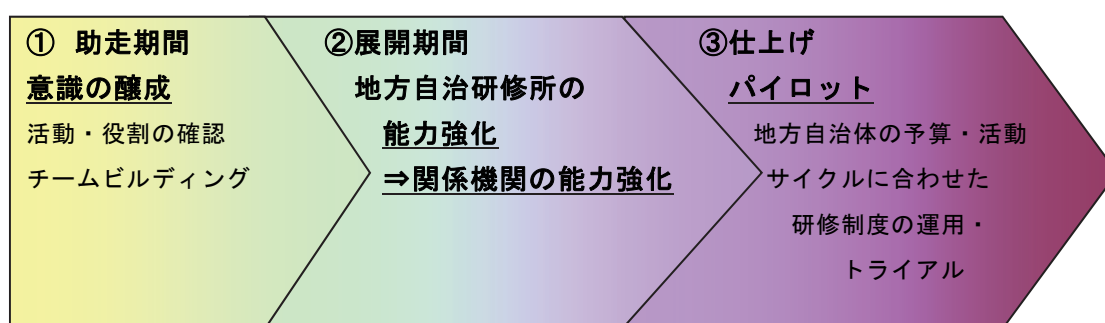 ① 助走期間
意識の醸成
活動・役割の確認
チームビルディング
②展開期間
地方自治研修所の
能力強化
⇒関係機関の能力強化
③仕上げ
パイロット
地方自治体の予算・活動
サイクルに合わせた
研修制度の運用・
トライアル